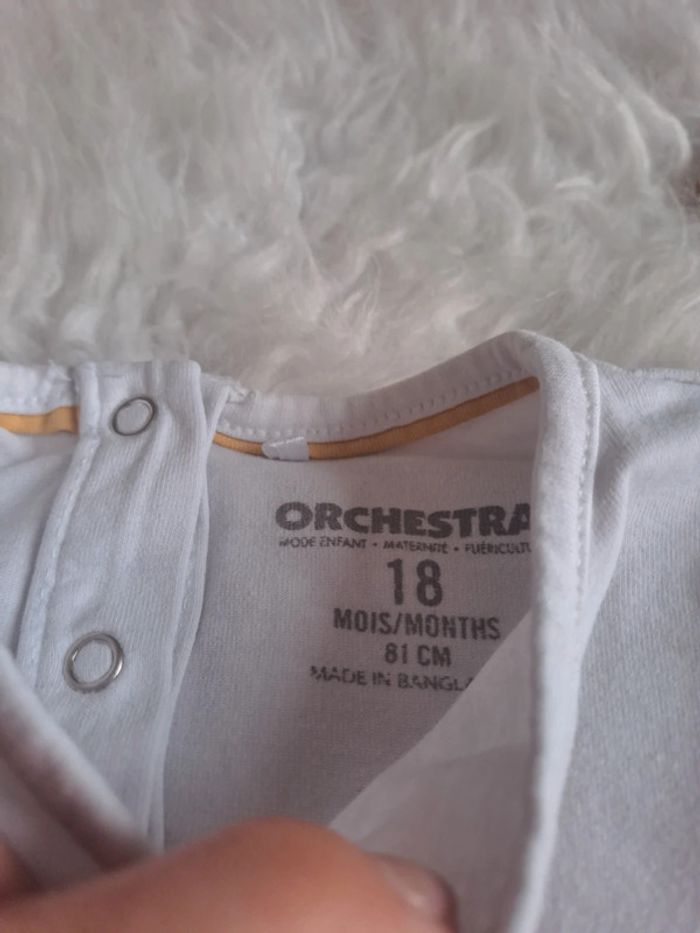 ORCHESTRA
MODE ENFANT • MATERNITÉ • PUÉRICULTU
18
MOIS/MONTHS
81 CM
MADE IN BANGLA